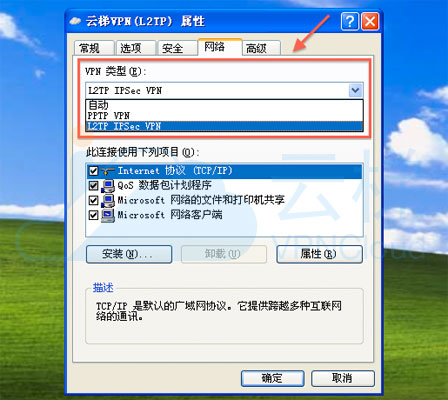 云梯VPN(L2TP) 属性
常规 选项 安全 网络 高级
VPN 类型(E):
L2TP IPSec VPN
自动
PPTP VPN
L2TP IPSec VPN
此连接使用下列项目(O):
Internet 协议 (TCP/IP)
QoS 数据包计划程序
Microsoft 网络的文件和打印机共享
Microsoft 网络客户端
安装(N)... 卸载(U) 属性(R)
描述
TCP/IP 是默认的广域网协议。它提供跨越多种互联网
络的通讯。
确定 取消
云梯
VPNCloud